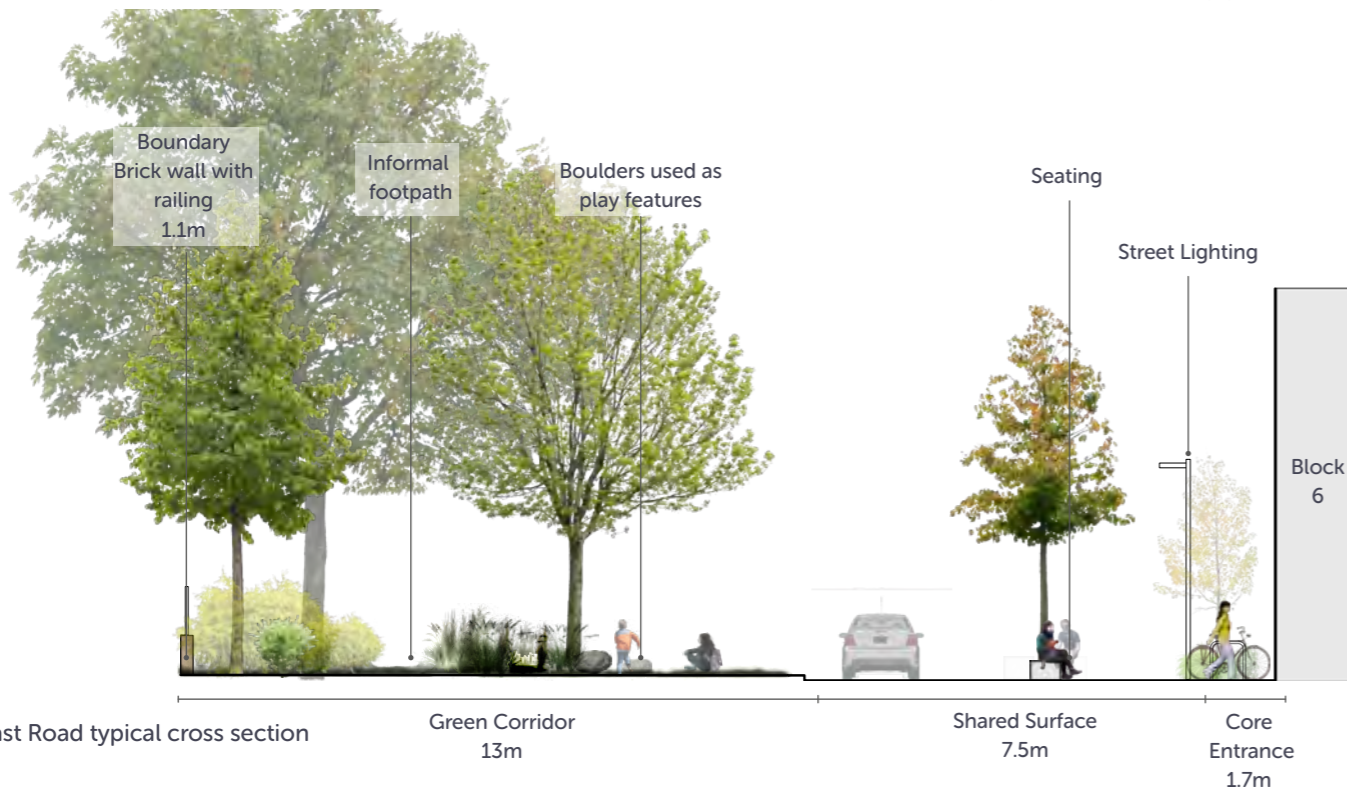 Boundary
Brick wall with
railing
1.1m
Informal
footpath
Boulders used as
play features
Seating
Street Lighting
Block
6
Road typical cross section
Green Corridor
13m
Shared Surface
7.5m
Core
Entrance
1.7m